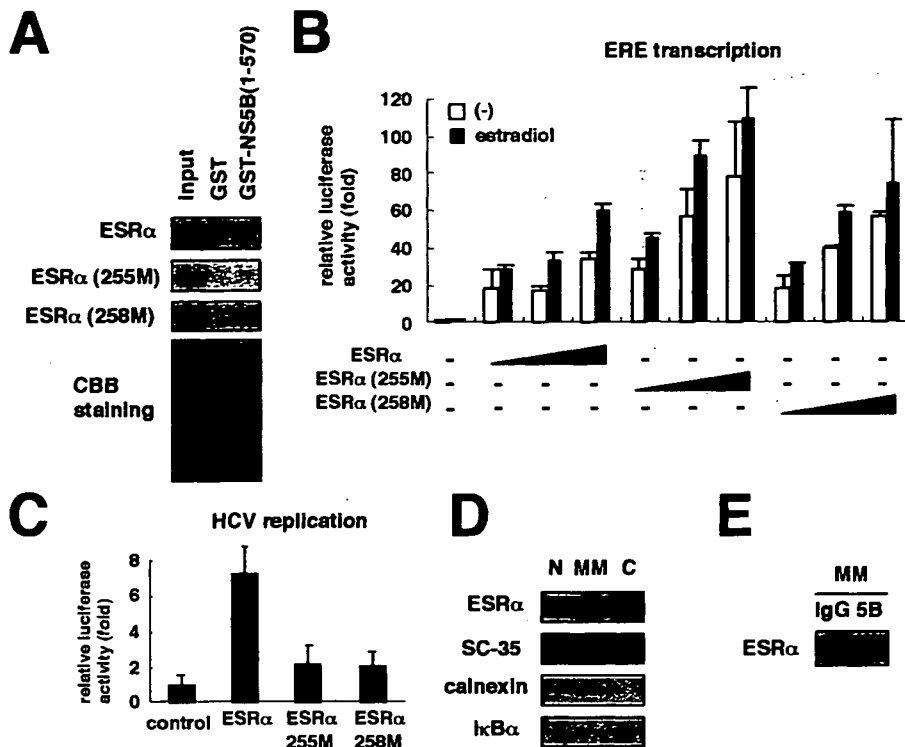 A
Input
GST
GST-NS5B(1-570)
ESRα
ESRα (255M)
ESRα (258M)
CBB
staining
B
ERE transcription
relative luciferase
activity (fold)
120
100
80
60
40
20
0
(-)
estradiol
ESRα - - - - - - -
ESRα (255M) - - - - - - -
ESRα (258M) - - - - - - -
C
HCV replication
relative luciferase
activity (fold)
8
6
4
2
0
control ESRα ESRα 255M ESRα 258M
D
N MM C
ESRα
SC-35
calnexin
IκBα
E
MM
IgG 5B
ESRα